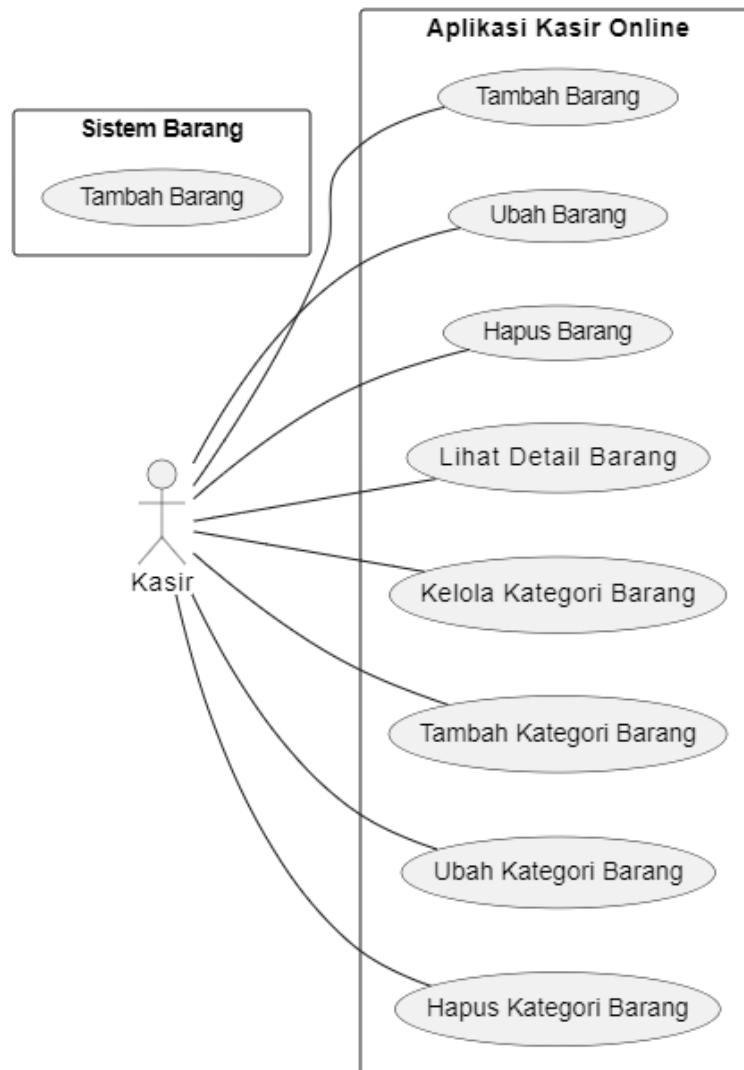 Aplikasi Kasir Online
Tambah Barang
Sistem Barang
Tambah Barang
Ubah Barang
Hapus Barang
Lihat Detail Barang
Kasir
Kelola Kategori Barang
Tambah Kategori Barang
Ubah Kategori Barang
Hapus Kategori Barang